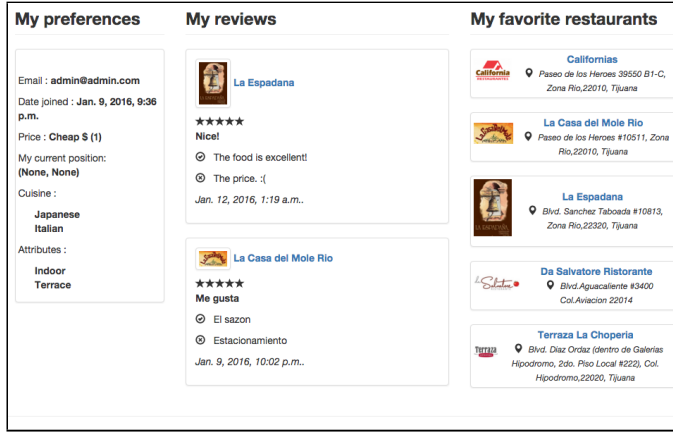 My preferences
Email : admin@admin.com
Date joined : Jan. 9, 2016, 9:36
p.m.
Price : Cheap $ (1)
My current position:
(None, None)
Cuisine :
Japanese
Italian
Attributes :
Indoor
Terrace
My reviews
La Espadana
★★★★★
Nice!
The food is excellent!
The price. :(
Jan. 12, 2016, 1:19 a.m..
La Casa del Mole Rio
★★★★★
Me gusta
El sazon
Estacionamiento
Jan. 9, 2016, 10:02 p.m..
My favorite restaurants
California
Californias
Paseo de los Heroes 39550 B1-C,
Zona Río,22010, Tijuana
La Casa del Mole Rio
Paseo de los Heroes #10511, Zona
Rio,22010, Tijuana
LA ESPADAÑA
La Espadana
Blvd. Sanchez Taboada #10813,
Zona Rio,22320, Tijuana
Salvatore
Da Salvatore Ristorante
Blvd.Aguacaliente #3400
Col.Aviacion 22014
Terraza
Terraza La Choperia
Blvd. Diaz Ordaz (dentro de Galerias
Hipodromo, 2do. Piso Local #222), Col.
Hipodromo,22020, Tijuana